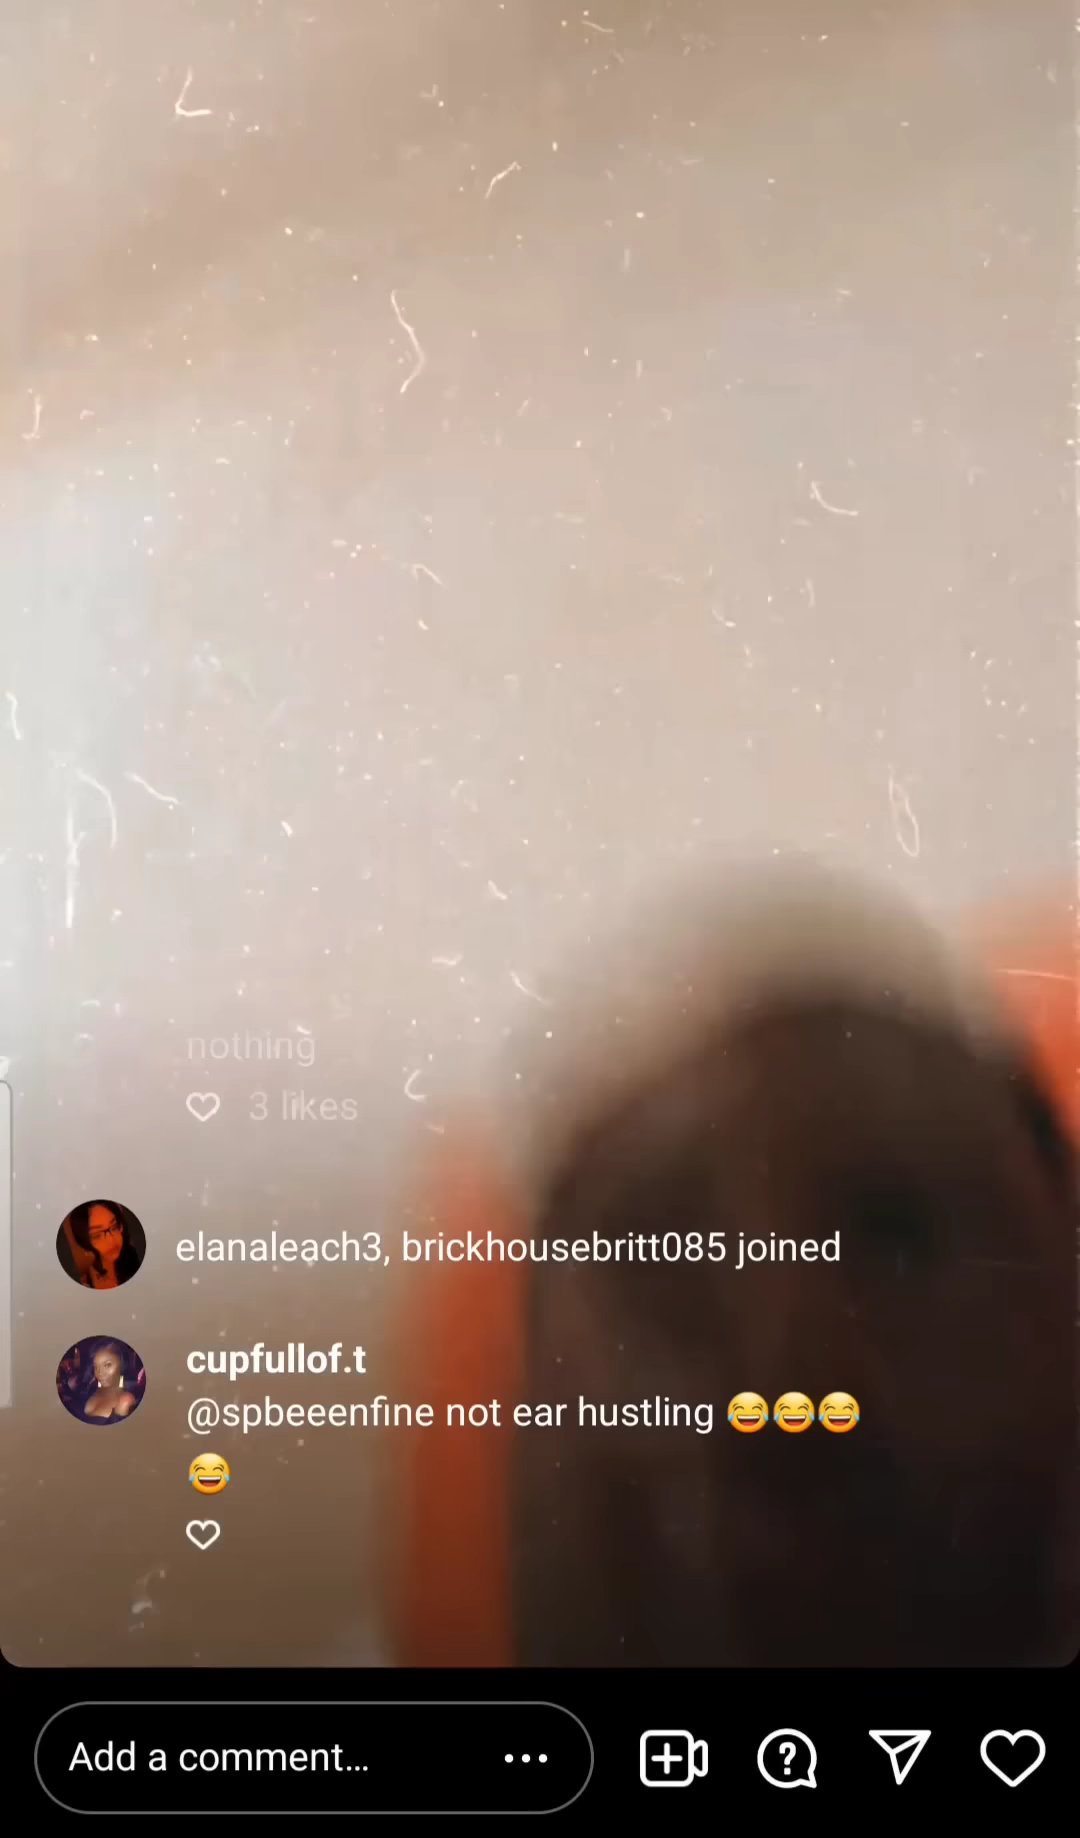 nothing
3 likes
elanaleach3, brickhousebritt085 joined
cupfullof.t
@spbeeenfine not ear hustling 😂😂😂
😂
Add a comment...